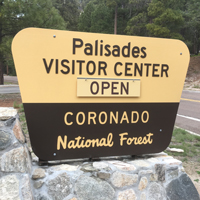 Palisades
VISITOR CENTER
OPEN
CORONADO
National Forest